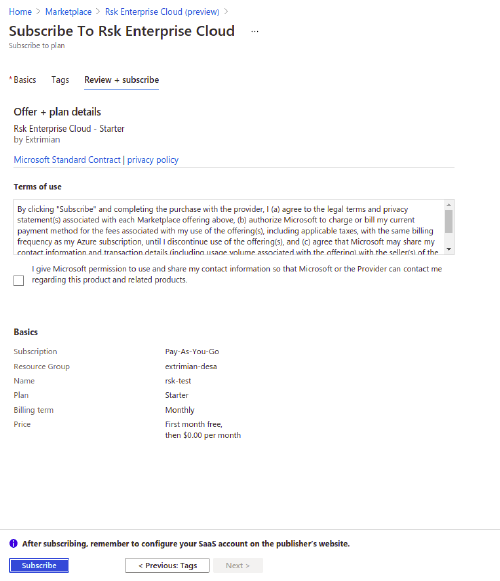 Home > Marketplace > Rsk Enterprise Cloud (preview) >
Subscribe To Rsk Enterprise Cloud ...
Subscribe to plan
* Basics Tags Review + subscribe
Offer + plan details
Rsk Enterprise Cloud - Starter
by Extrimian
Microsoft Standard Contract | privacy policy
Terms of use
By clicking "Subscribe" and completing the purchase with the provider, I (a) agree to the legal terms and privacy
statement(s) associated with each Marketplace offering above, (b) authorize Microsoft to charge or bill my current
payment method for the fees associated with my use of the offering(s), including applicable taxes, with the same billing
frequency as my Azure subscription, until I discontinue use of the offering(s), and (c) agree that Microsoft may share my
contact information and transaction details (including usage volume associated with the offering) with the seller(s) of the
I give Microsoft permission to use and share my contact information so that Microsoft or the Provider can contact me
regarding this product and related products.
Basics
Subscription Pay-As-You-Go
Resource Group extrimian-desa
Name rsk-test
Plan Starter
Billing term Monthly
Price First month free,
then $0.00 per month
After subscribing, remember to configure your SaaS account on the publisher's website.
Subscribe < Previous: Tags Next >